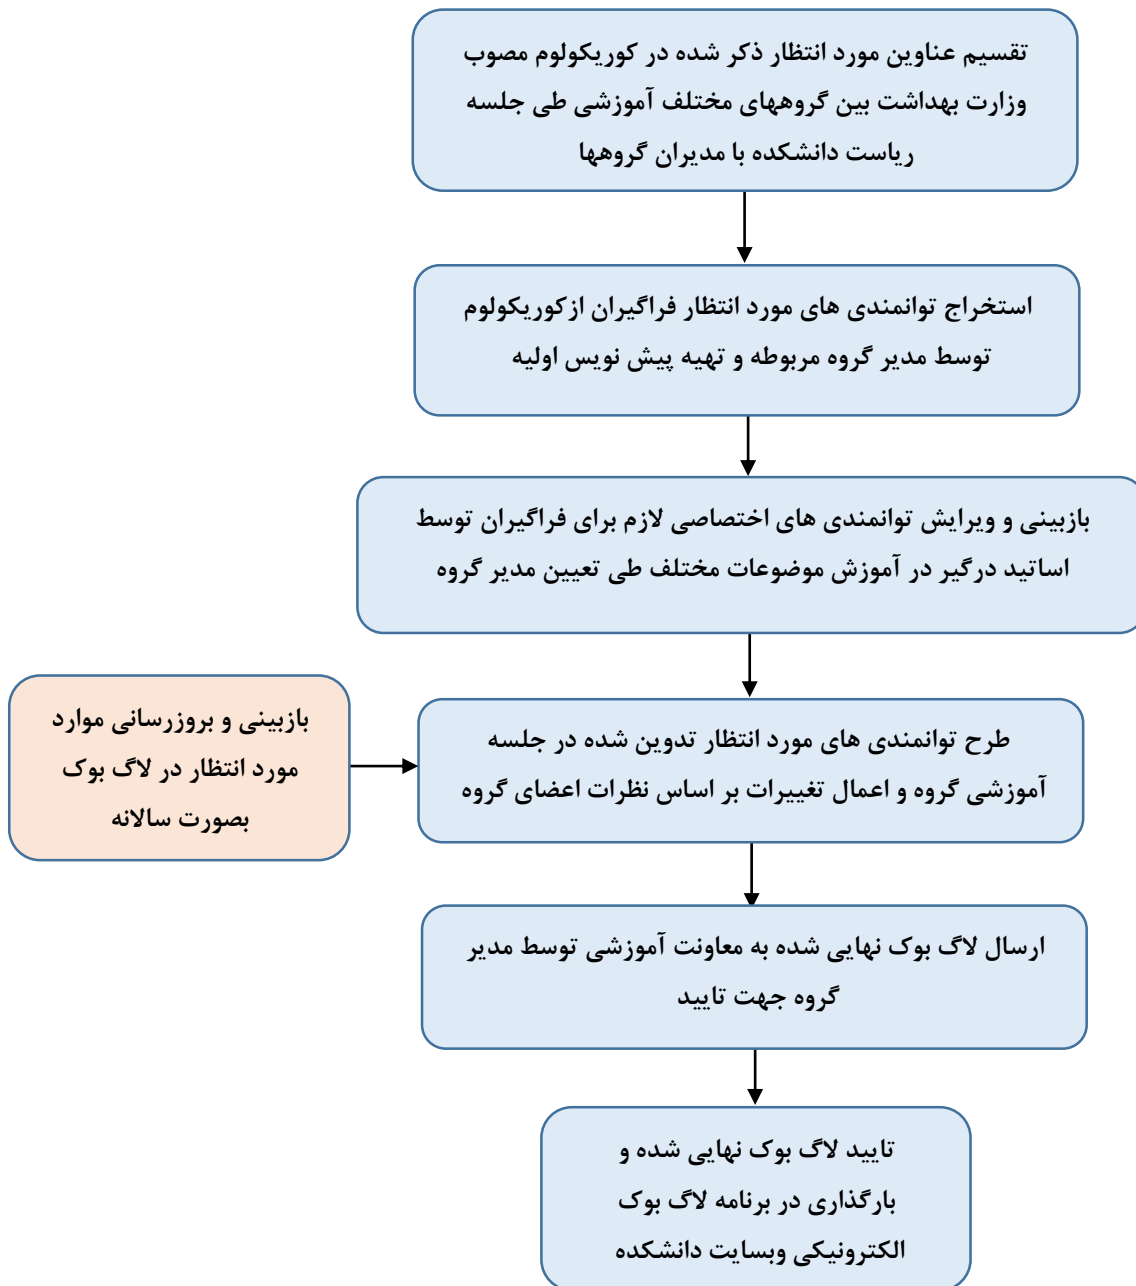 تقسیم عناوین مورد انتظار ذکر شده در کوریکولوم مصوب
وزارت بهداشت بین گروههای مختلف آموزشی طی جلسه
ریاست دانشکده با مدیران گروهها
استخراج توانمندی های مورد انتظار فراگیران ازکوریکولوم
توسط مدیر گروه مربوطه و تهیه پیش نویس اولیه
بازبینی و ویرایش توانمندی های اختصاصی لازم برای فراگیران توسط
اساتید درگیر در آموزش موضوعات مختلف طی تعیین مدیر گروه
بازبینی و بروزرسانی موارد
مورد انتظار در لاگ بوک
بصورت سالانه
طرح توانمندی های مورد انتظار تدوین شده در جلسه
آموزشی گروه و اعمال تغییرات بر اساس نظرات اعضای گروه
ارسال لاگ بوک نهایی شده به معاونت آموزشی توسط مدیر
گروه جهت تایید
تایید لاگ بوک نهایی شده و
بارگذاری در برنامه لاگ بوک
الکترونیکی وبسایت دانشکده